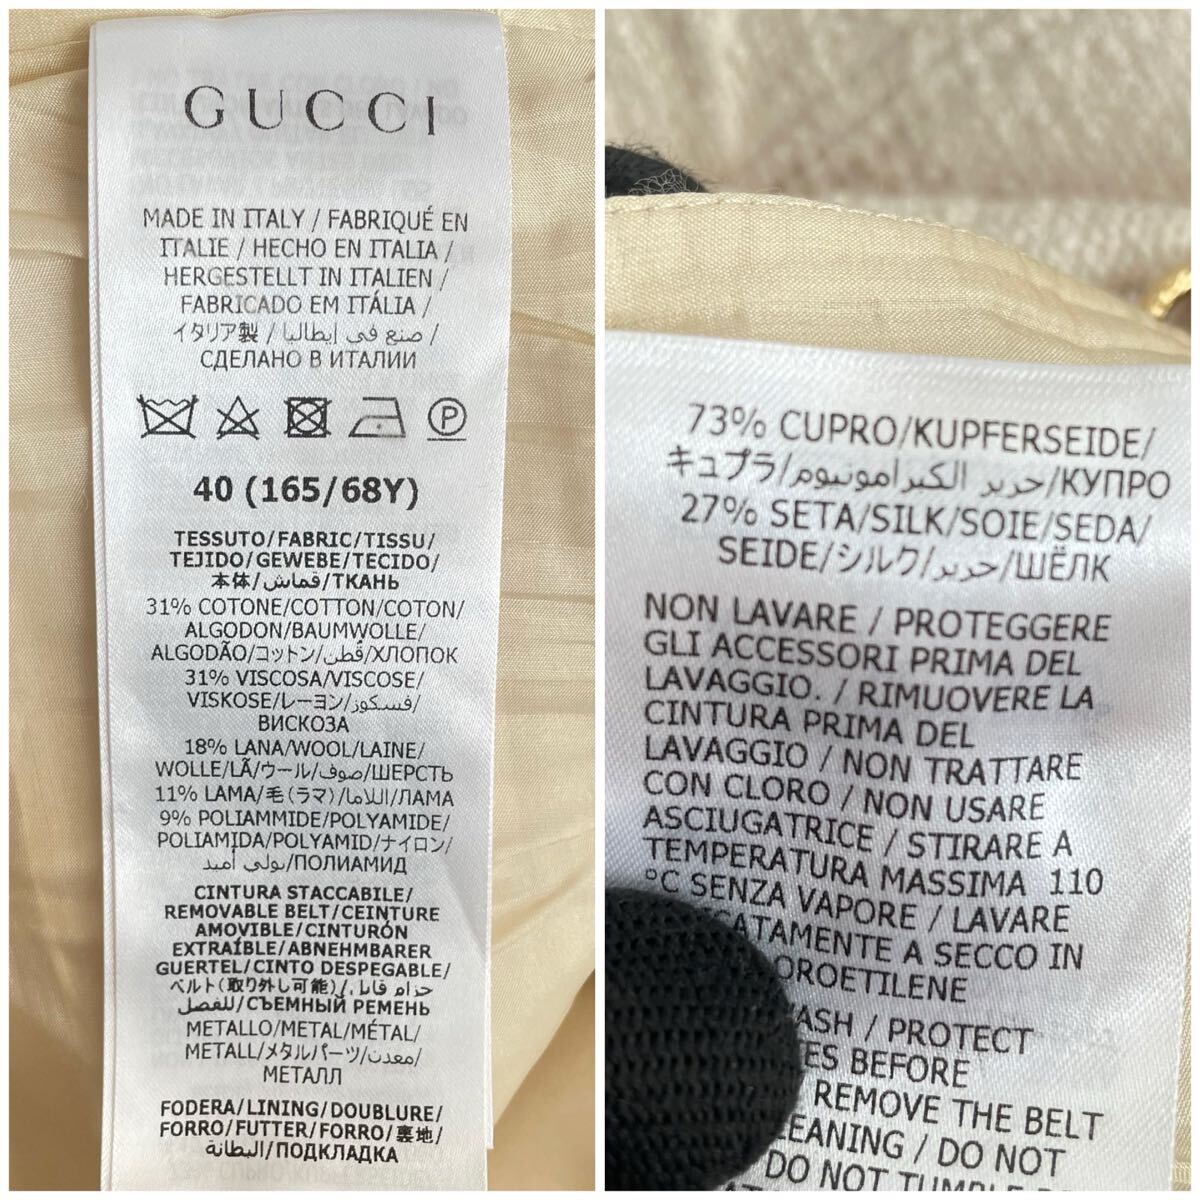 GUCCI
MADE IN ITALY / FABRIQUÉ EN
ITALIE / HECHO EN ITALIA /
HERGESTELLT IN ITALIEN /
FABRICADO EM ITÁLIA /
イタリア製 / صنع في إيطاليا /
СДЕЛАНО В ИТАЛИИ
P
40 (165/68Y)
TESSUTO/FABRIC/TISSU/
TEJIDO/GEWEBE/TECIDO/
本体/قماش/ТКАНЬ
31% COTONE/COTTON/COTON/
ALGODON/BAUMWOLLE/
ALGODÃO/コットン/قطن/ХЛОПОК
31% VISCOSA/VISCOSE/
VISKOSE/レーヨン/فسكوز/
ВИСКОЗА
18% LANA/WOOL/LAINE/
WOLLE/LÃ/ウール/صوف/ШЕРСТЬ
11% LAMA/毛(ラマ)/اللاما/ЛАМА
9% POLIAMMIDE/POLYAMIDE/
POLIAMIDA/POLYAMID/ナイロン/
بولي أميد/ПОЛИАМИД
CINTURA STACCABILE/
REMOVABLE BELT/CEINTURE
AMOVIBLE/CINTURÓN
EXTRAÍBLE/ABNEHMBARER
GUERTEL/CINTO DESPEGABLE/
ベルト(取り外し可能)/حزام قابل
للفصل/СЪЕМНЫЙ РЕМЕНЬ
METALLO/METAL/MÉTAL/
METALL/メタルパーツ/معدن/
МЕТАЛЛ
FODERA/LINING/DOUBLURE/
FORRO/FUTTER/FORRO/裏地/
البطانة/ПОДКЛАДКА
73% CUPRO/KUPFERSEIDE/
キュプラ/حرير الكبرامونيوم/КУПРО
27% SETA/SILK/SOIE/SEDA/
SEIDE/シルク/حرير/ШЁЛК
NON LAVARE / PROTEGGERE
GLI ACCESSORI PRIMA DEL
LAVAGGIO. / RIMUOVERE LA
CINTURA PRIMA DEL
LAVAGGIO / NON TRATTARE
CON CLORO / NON USARE
ASCIUGATRICE / STIRARE A
TEMPERATURA MASSIMA 110
°C SENZA VAPORE / LAVARE
CATAMENTE A SECCO IN
OROETILENE
ASH / PROTECT
ES BEFORE
REMOVE THE BELT
EANING / DO NOT
DO NOT TUMBLE